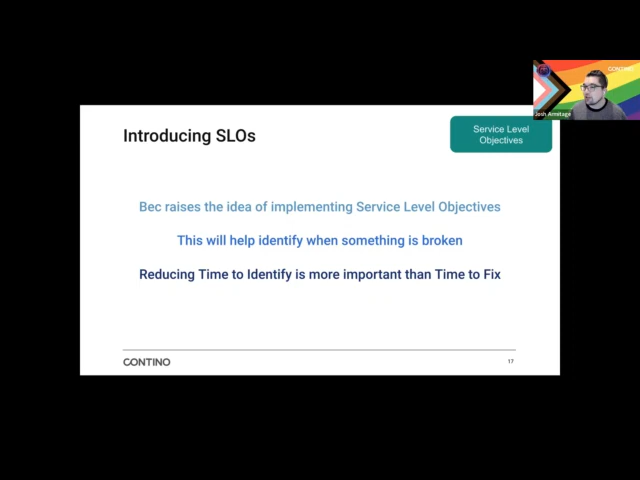 CONTINO
Josh Armitage
Introducing SLOs
Service Level
Objectives
Bec raises the idea of implementing Service Level Objectives
This will help identify when something is broken
Reducing Time to Identify is more important than Time to Fix
CONTINO
17